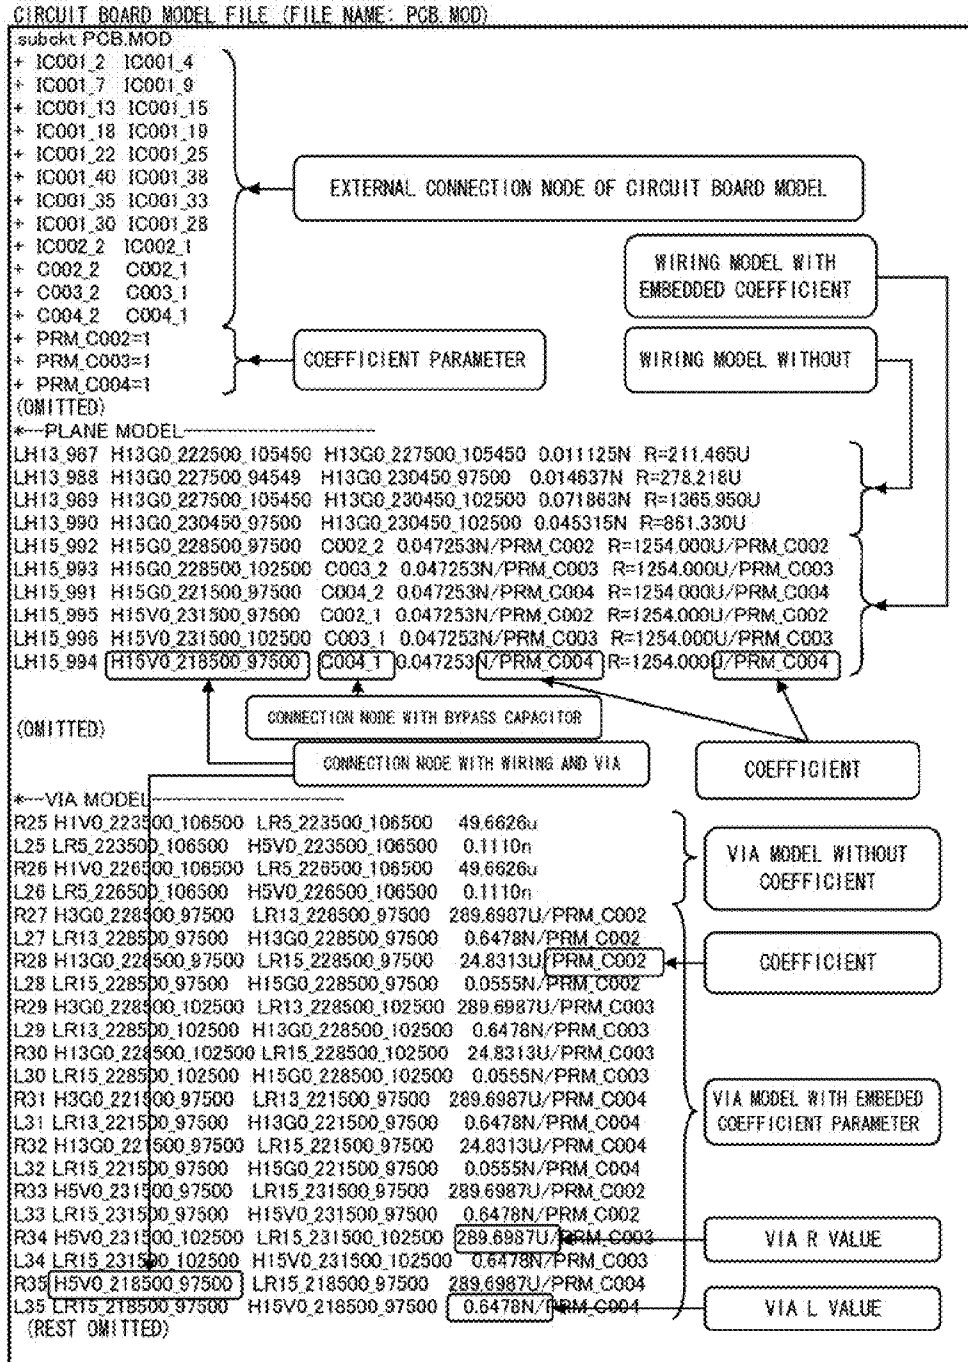 CIRCUIT BOARD MODEL FILE (FILE NAME: PCB.MOD)
.subckt PCB.MOD
+ IC001_2 IC001_4
+ IC001_7 IC001_9
+ IC001_13 IC001_15
+ IC001_18 IC001_19
+ IC001_22 IC001_25
+ IC001_40 IC001_38
+ IC001_35 IC001_33
+ IC001_30 IC001_28
+ IC002_2 IC002_1
+ C002_2 C002_1
+ C003_2 C003_1
+ C004_2 C004_1
+ PRM_C002=1
+ PRM_C003=1
+ PRM_C004=1
EXTERNAL CONNECTION NODE OF CIRCUIT BOARD MODEL
WIRING MODEL WITH
EMBEDDED COEFFICIENT
COEFFICIENT PARAMETER
WIRING MODEL WITHOUT
(OMITTED)
*---PLANE MODEL---
LH13_987 H13G0_222500_105450 H13G0_227500_105450 0.011125N R=211.465U
LH13_988 H13G0_227500_94549 H13G0_230450_97500 0.014637N R=278.218U
LH13_989 H13G0_227500_105450 H13G0_230450_102500 0.071863N R=1365.950U
LH13_990 H13G0_230450_97500 H13G0_230450_102500 0.045315N R=861.330U
LH15_992 H15G0_228500_97500 C002_2 0.047253N/PRM_C002 R=1254.000U/PRM_C002
LH15_993 H15G0_228500_102500 C003_2 0.047253N/PRM_C003 R=1254.000U/PRM_C003
LH15_991 H15G0_221500_97500 C004_2 0.047253N/PRM_C004 R=1254.000U/PRM_C004
LH15_995 H15V0_231500_97500 C002_1 0.047253N/PRM_C002 R=1254.000U/PRM_C002
LH15_996 H15V0_231500_102500 C003_1 0.047253N/PRM_C003 R=1254.000U/PRM_C003
LH15_994 H15V0_218500_97500 C004_1 0.047253N/PRM_C004 R=1254.000U/PRM_C004
(OMITTED)
CONNECTION NODE WITH BYPASS CAPACITOR
CONNECTION NODE WITH WIRING AND VIA
COEFFICIENT
*---VIA MODEL---
R25 H1V0_223500_106500 LR5_223500_106500 49.6626u
L25 LR5_223500_106500 H5V0_223500_106500 0.1110n
R26 H1V0_226500_106500 LR5_226500_106500 49.6626u
L26 LR5_226500_106500 H5V0_226500_106500 0.1110n
R27 H3G0_228500_97500 LR13_228500_97500 289.6987U/PRM_C002
L27 LR13_228500_97500 H13G0_228500_97500 0.6478N/PRM_C002
R28 H13G0_228500_97500 LR15_228500_97500 24.8313U/PRM_C002
L28 LR15_228500_97500 H15G0_228500_97500 0.0555N/PRM_C002
R29 H3G0_228500_102500 LR13_228500_102500 289.6987U/PRM_C003
L29 LR13_228500_102500 H13G0_228500_102500 0.6478N/PRM_C003
R30 H13G0_228500_102500 LR15_228500_102500 24.8313U/PRM_C003
L30 LR15_228500_102500 H15G0_228500_102500 0.0555N/PRM_C003
R31 H3G0_221500_97500 LR13_221500_97500 289.6987U/PRM_C004
L31 LR13_221500_97500 H13G0_221500_97500 0.6478N/PRM_C004
R32 H13G0_221500_97500 LR15_221500_97500 24.8313U/PRM_C004
L32 LR15_221500_97500 H15G0_221500_97500 0.0555N/PRM_C004
R33 H5V0_231500_97500 LR15_231500_97500 289.6987U/PRM_C002
L33 LR15_231500_97500 H15V0_231500_97500 0.6478N/PRM_C002
R34 H5V0_231500_102500 LR15_231500_102500 289.6987U/PRM_C003
L34 LR15_231500_102500 H15V0_231500_102500 0.6478N/PRM_C003
R35 H5V0_218500_97500 LR15_218500_97500 289.6987U/PRM_C004
L35 LR15_218500_97500 H15V0_218500_97500 0.6478N/PRM_C004
(REST OMITTED)
VIA MODEL WITHOUT
COEFFICIENT
COEFFICIENT
VIA MODEL WITH EMBEDED
COEFFICIENT PARAMETER
VIA R VALUE
VIA L VALUE